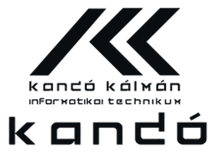 kandó kálmán
informatikai technikum
kandó